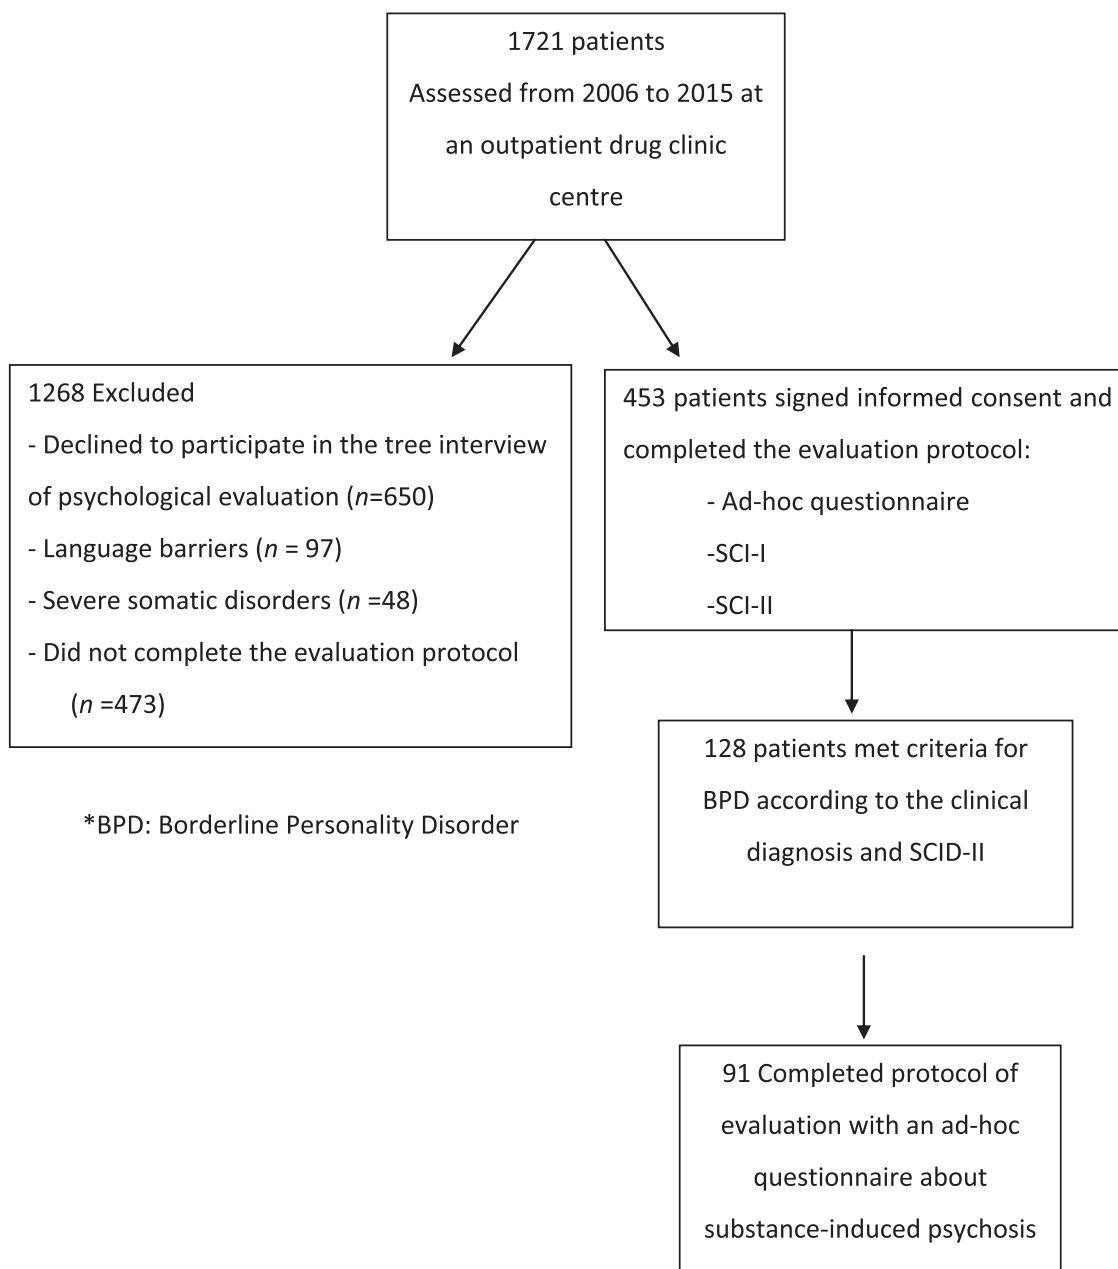 1721 patients
Assessed from 2006 to 2015 at
an outpatient drug clinic
centre
1268 Excluded
- Declined to participate in the tree interview
of psychological evaluation (n=650)
- Language barriers (n = 97)
- Severe somatic disorders (n =48)
- Did not complete the evaluation protocol
(n =473)
453 patients signed informed consent and
completed the evaluation protocol:
- Ad-hoc questionnaire
-SCI-I
-SCI-II
128 patients met criteria for
BPD according to the clinical
diagnosis and SCID-II
*BPD: Borderline Personality Disorder
91 Completed protocol of
evaluation with an ad-hoc
questionnaire about
substance-induced psychosis